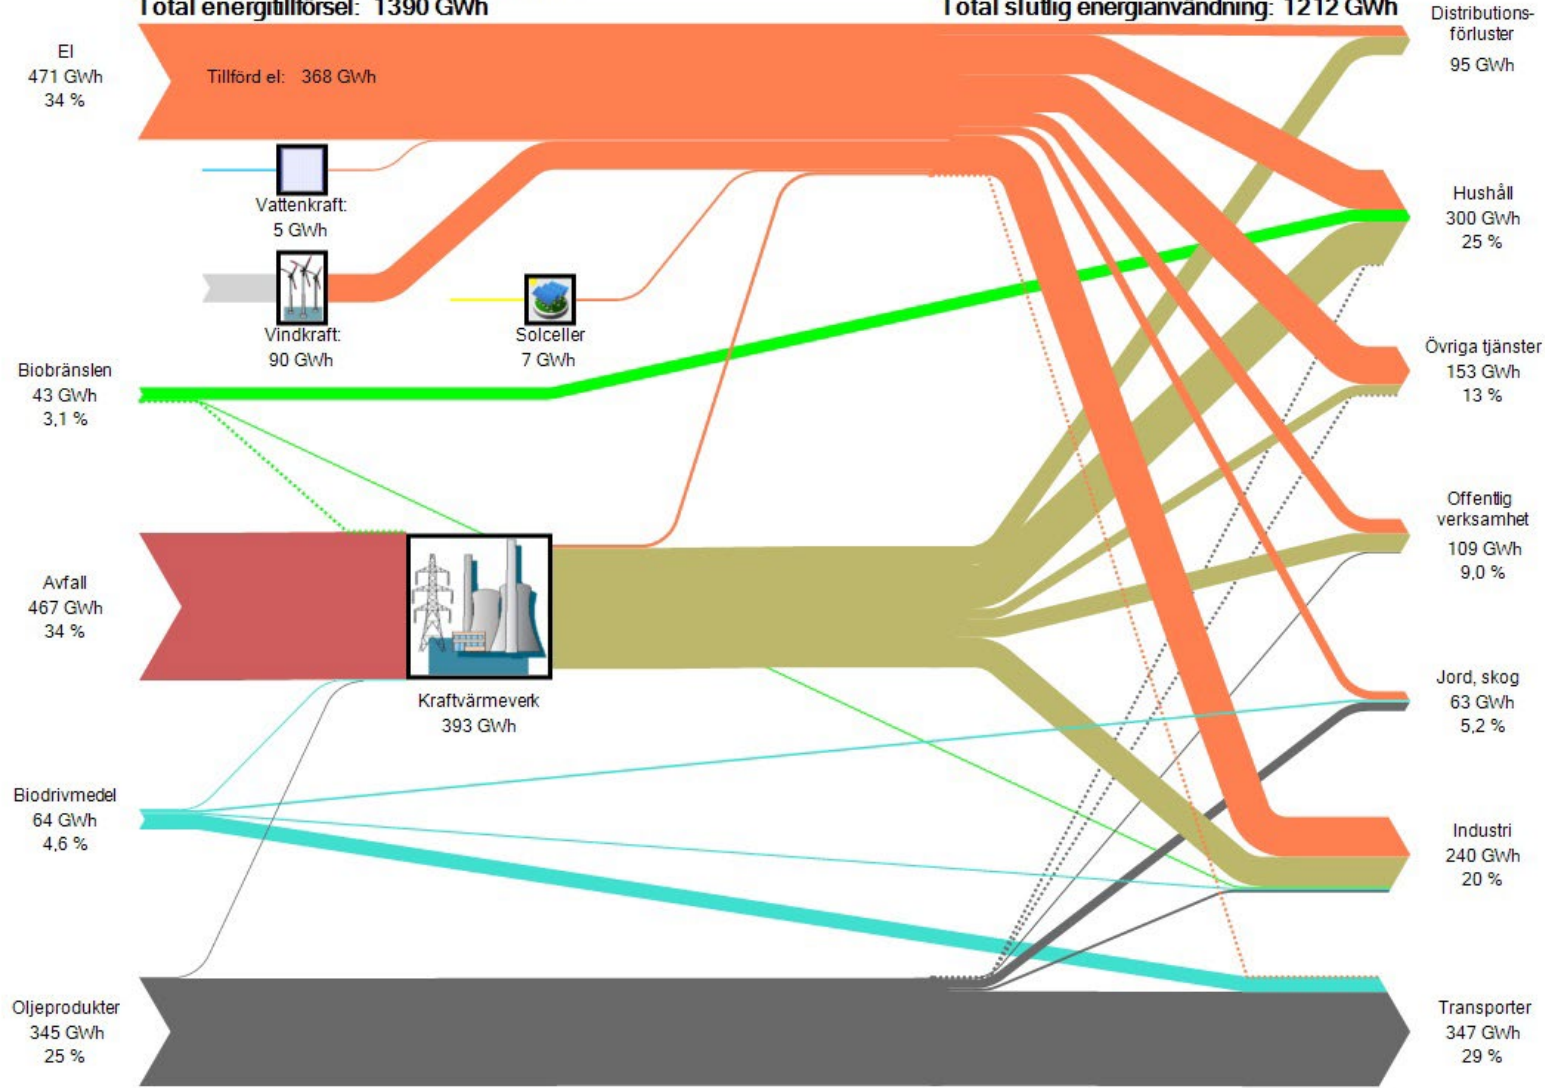 Total energitillförsel: 1390 GWh
Total slutlig energianvändning: 1212 GWh
El
471 GWh
34 %
Tillförd el: 368 GWh
Vattenkraft:
5 GWh
Vindkraft:
90 GWh
Solceller
7 GWh
Biobränslen
43 GWh
3,1 %
Avfall
467 GWh
34 %
Kraftvärmeverk
393 GWh
Biodrivmedel
64 GWh
4,6 %
Oljeprodukter
345 GWh
25 %
Distributions-
förluster
95 GWh
Hushåll
300 GWh
25 %
Övriga tjänster
153 GWh
13 %
Offentlig
verksamhet
109 GWh
9,0 %
Jord, skog
63 GWh
5,2 %
Industri
240 GWh
20 %
Transporter
347 GWh
29 %